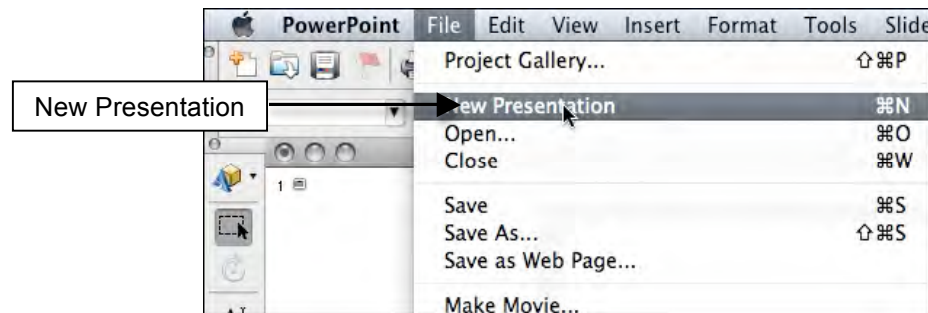 PowerPoint File Edit View Insert Format Tools Slide
Project Gallery... ⇧⌘P
New Presentation
New Presentation ⌘N
Open... ⌘O
Close ⌘W
1
Save ⌘S
Save As... ⇧⌘S
Save as Web Page...
Make Movie...